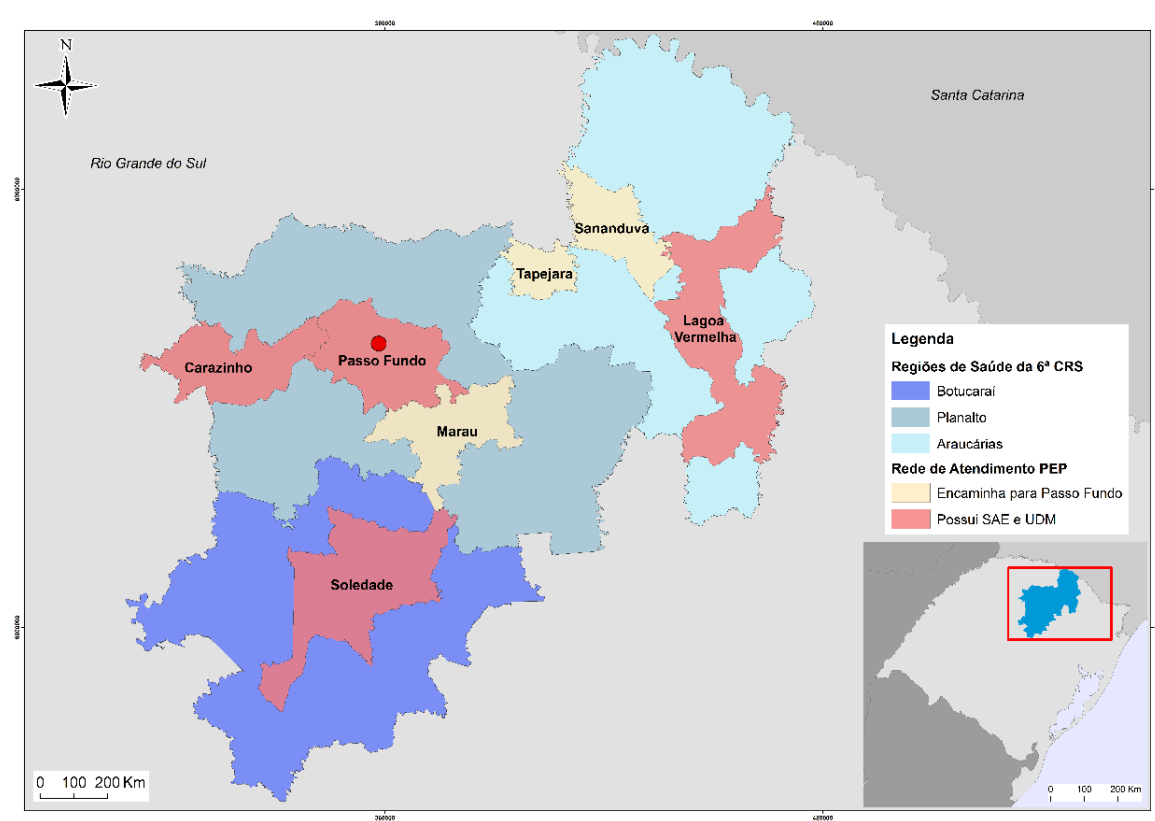 N
Santa Catarina
Rio Grande do Sul
Sananduva
Tapejara
Lagoa
Vermelha
Carazinho
Passo Fundo
Marau
Soledade
Legenda
Regiões de Saúde da 6ª CRS
Botucaraí
Planalto
Araucárias
Rede de Atendimento PEP
Encaminha para Passo Fundo
Possui SAE e UDM
0 100 200 Km
0 100 200 Km